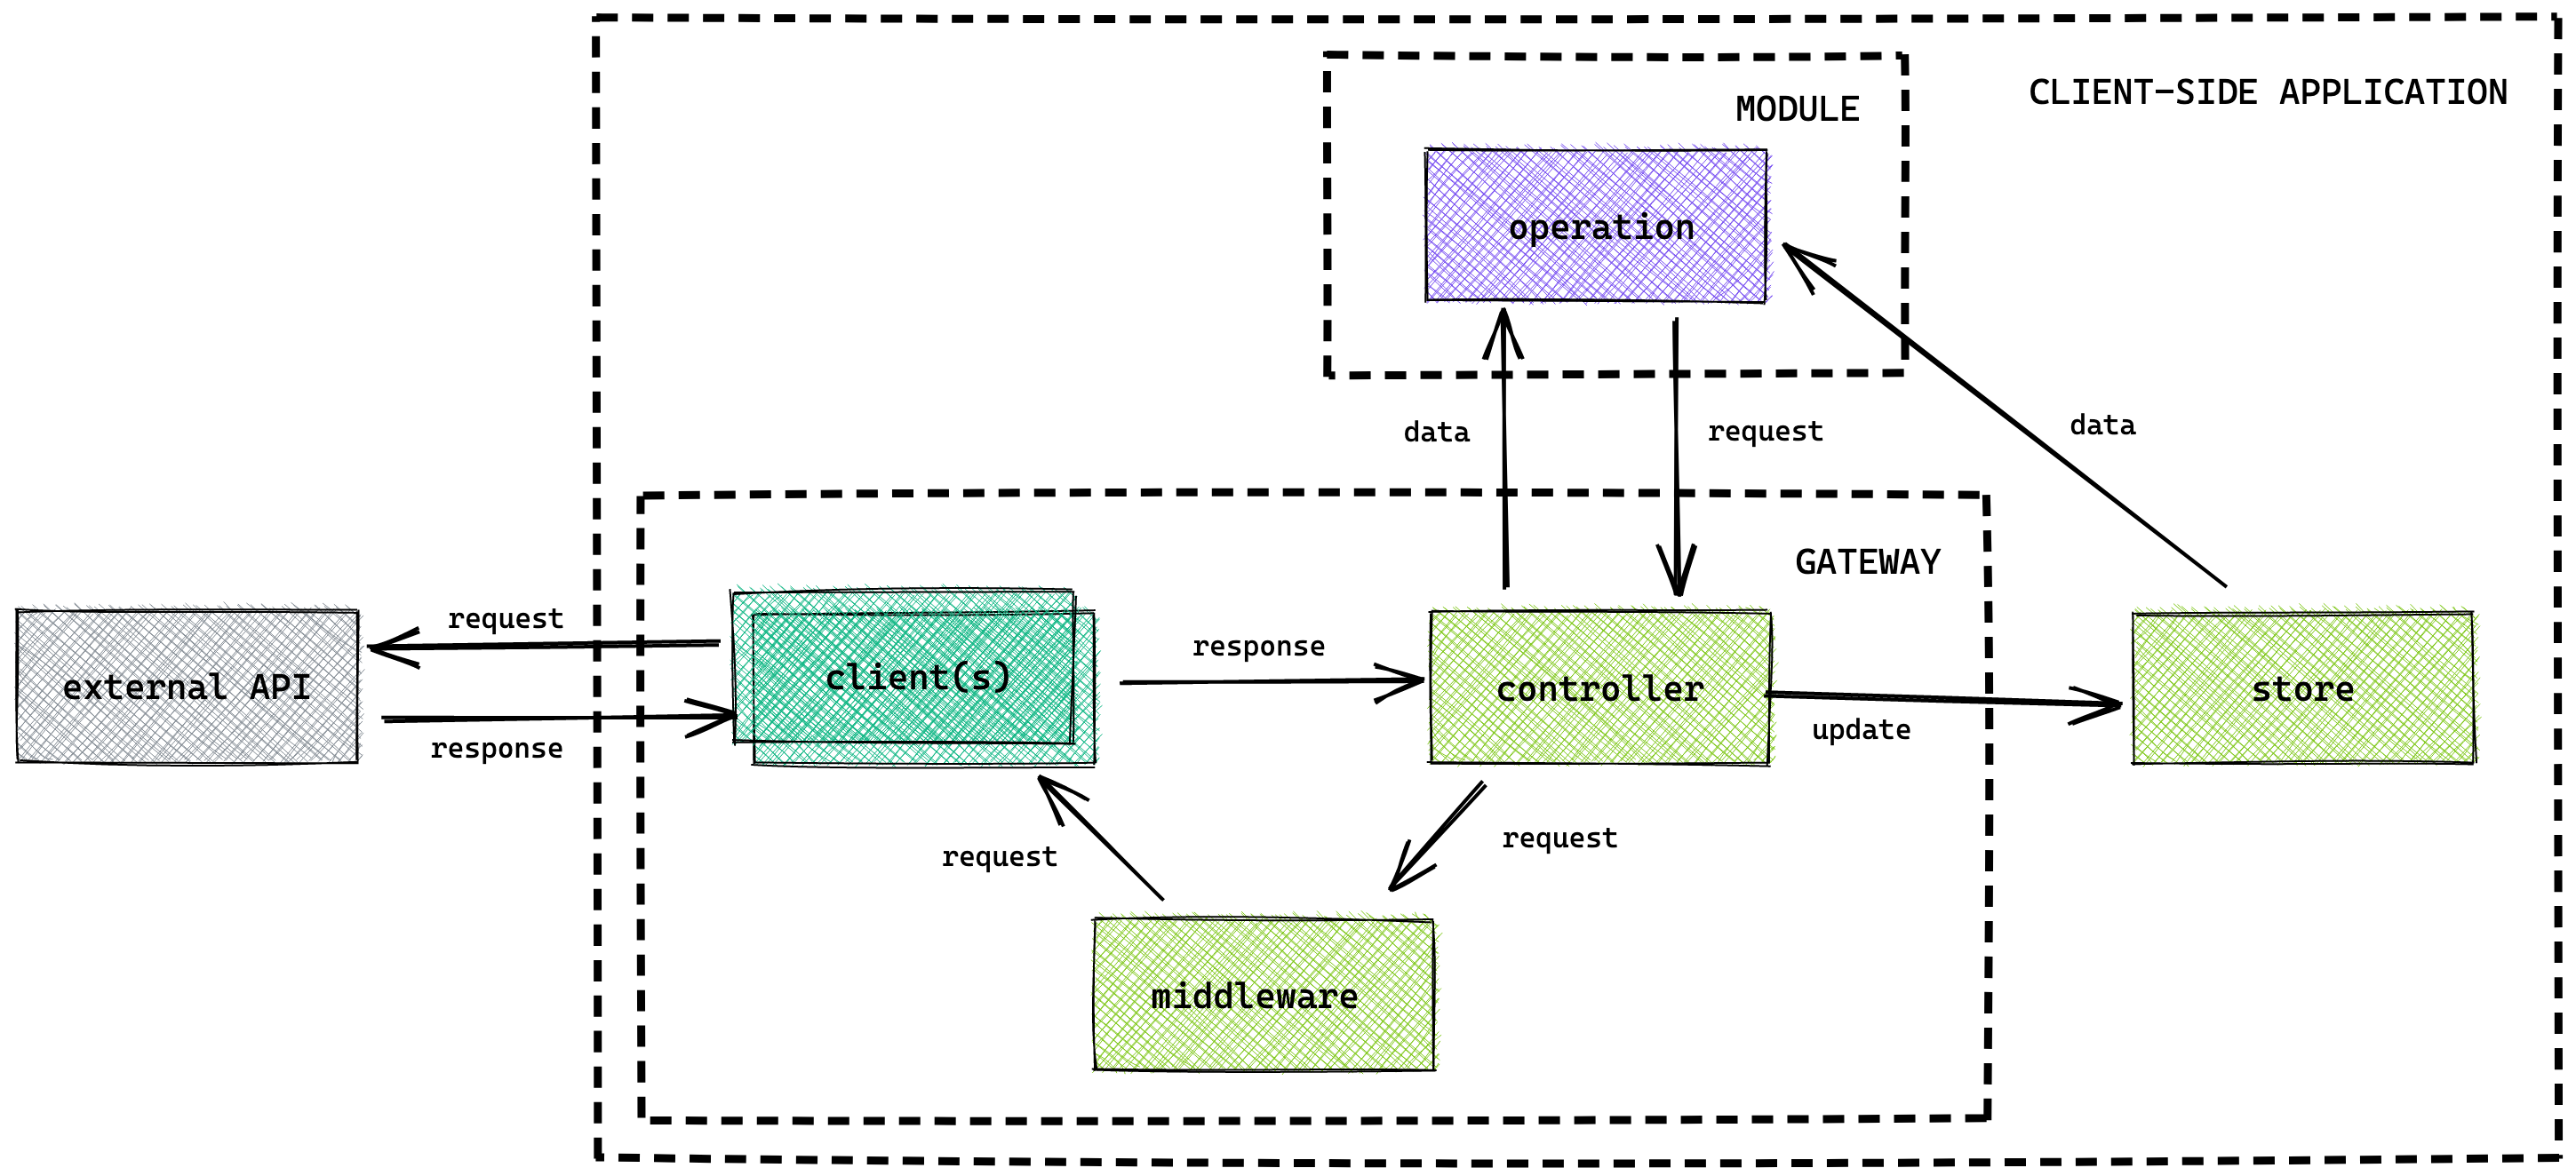 CLIENT-SIDE APPLICATION
MODULE
operation
data
request
data
GATEWAY
request
response
external API
client(s)
controller
store
response
update
request
request
middleware